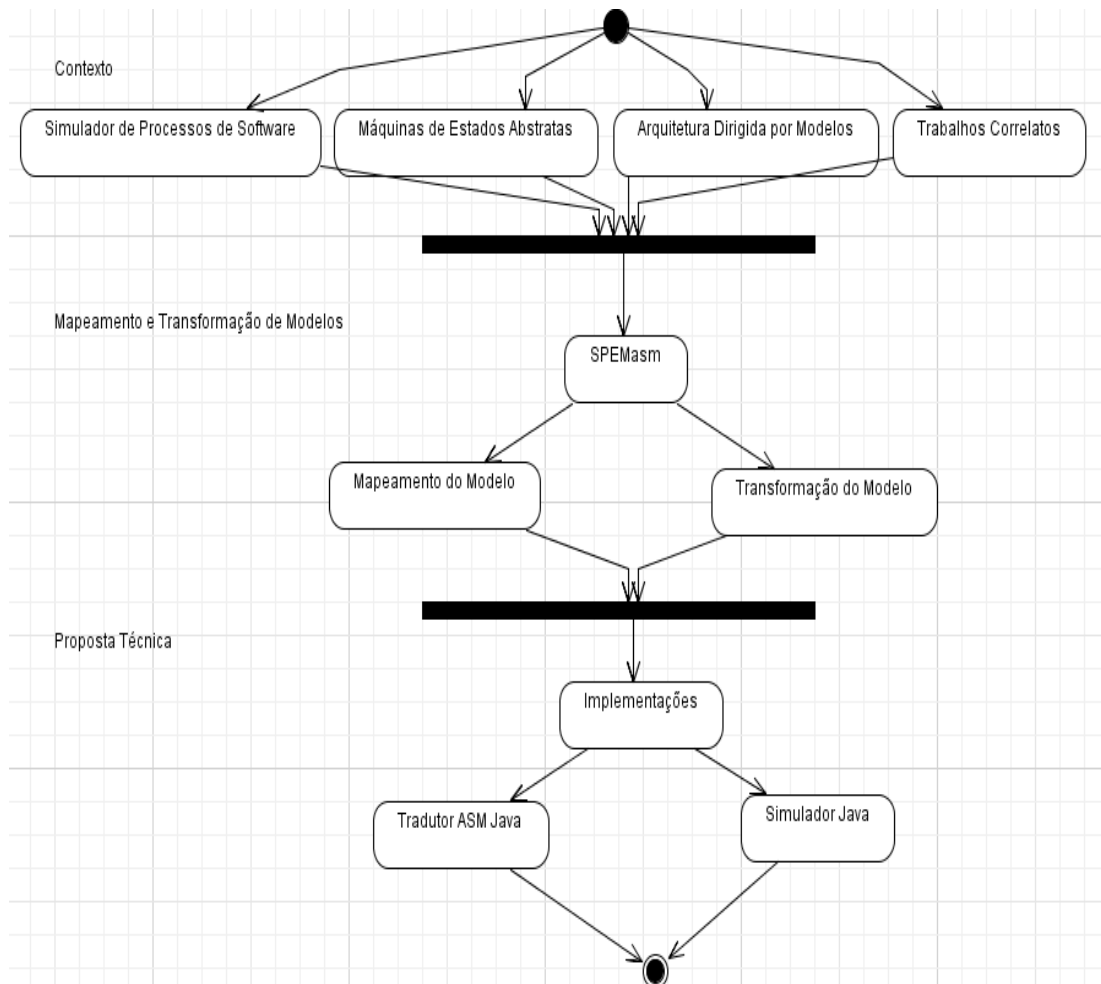 Contexto
Simulador de Processos de Software
Máquinas de Estados Abstratas
Arquitetura Dirigida por Modelos
Trabalhos Correlatos
Mapeamento e Transformação de Modelos
SPEMasm
Mapeamento do Modelo
Transformação do Modelo
Proposta Técnica
Implementações
Tradutor ASM Java
Simulador Java